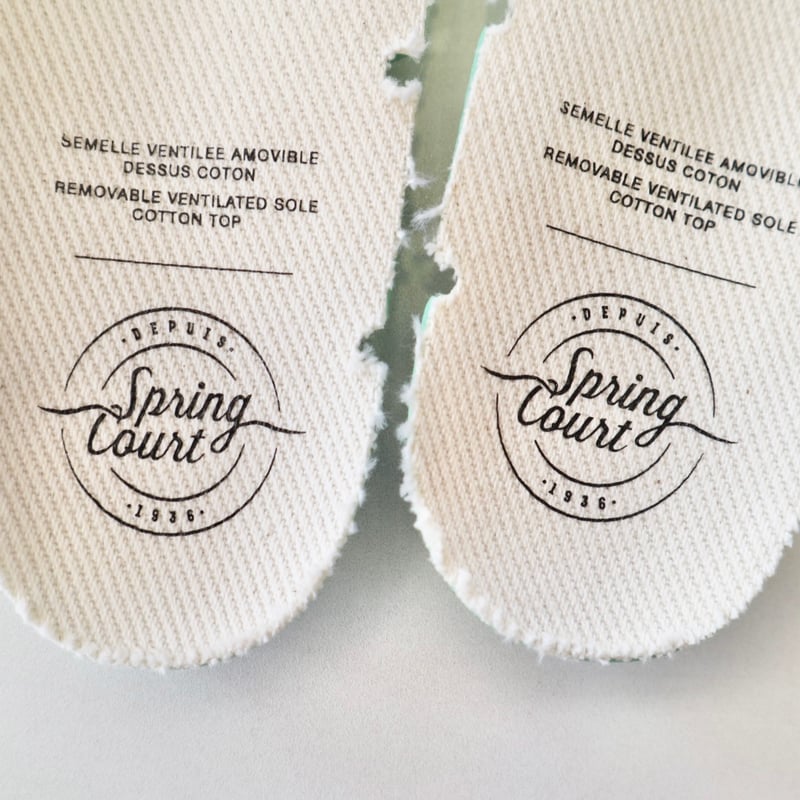 SEMELLE VENTILEE AMOVIBLE
DESSUS COTON
REMOVABLE VENTILATED SOLE
COTTON TOP
·DEPUIS·
Spring
Court
·1936·
SEMELLE VENTILEE AMOVIBLE
DESSUS COTON
REMOVABLE VENTILATED SOLE
COTTON TOP
·DEPUIS·
Spring
Court
·1936·